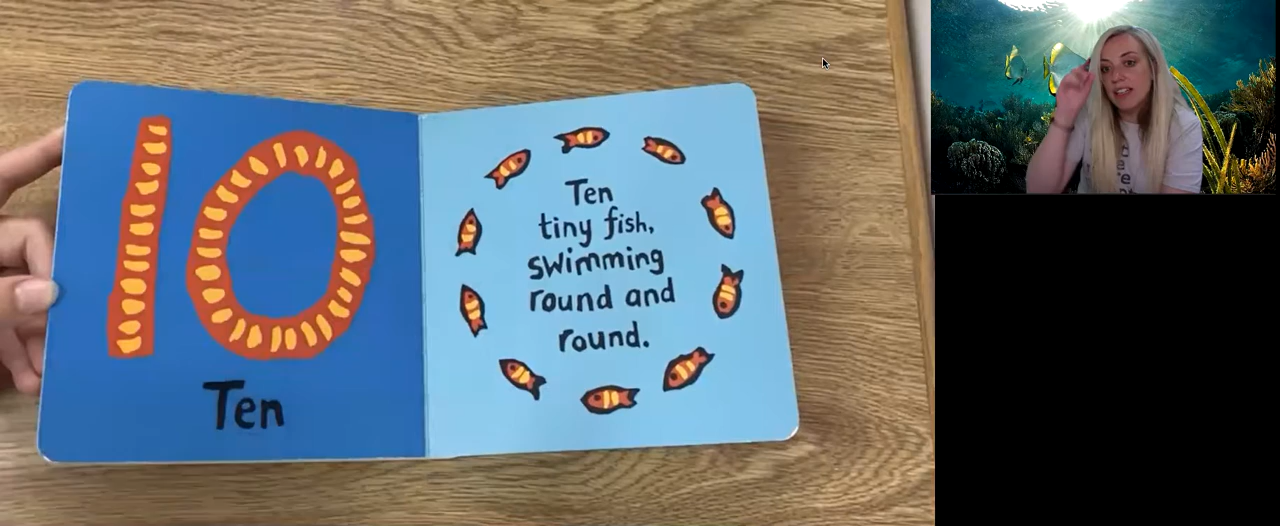 10
Ten
Ten
tiny fish,
swimming
round and
round.